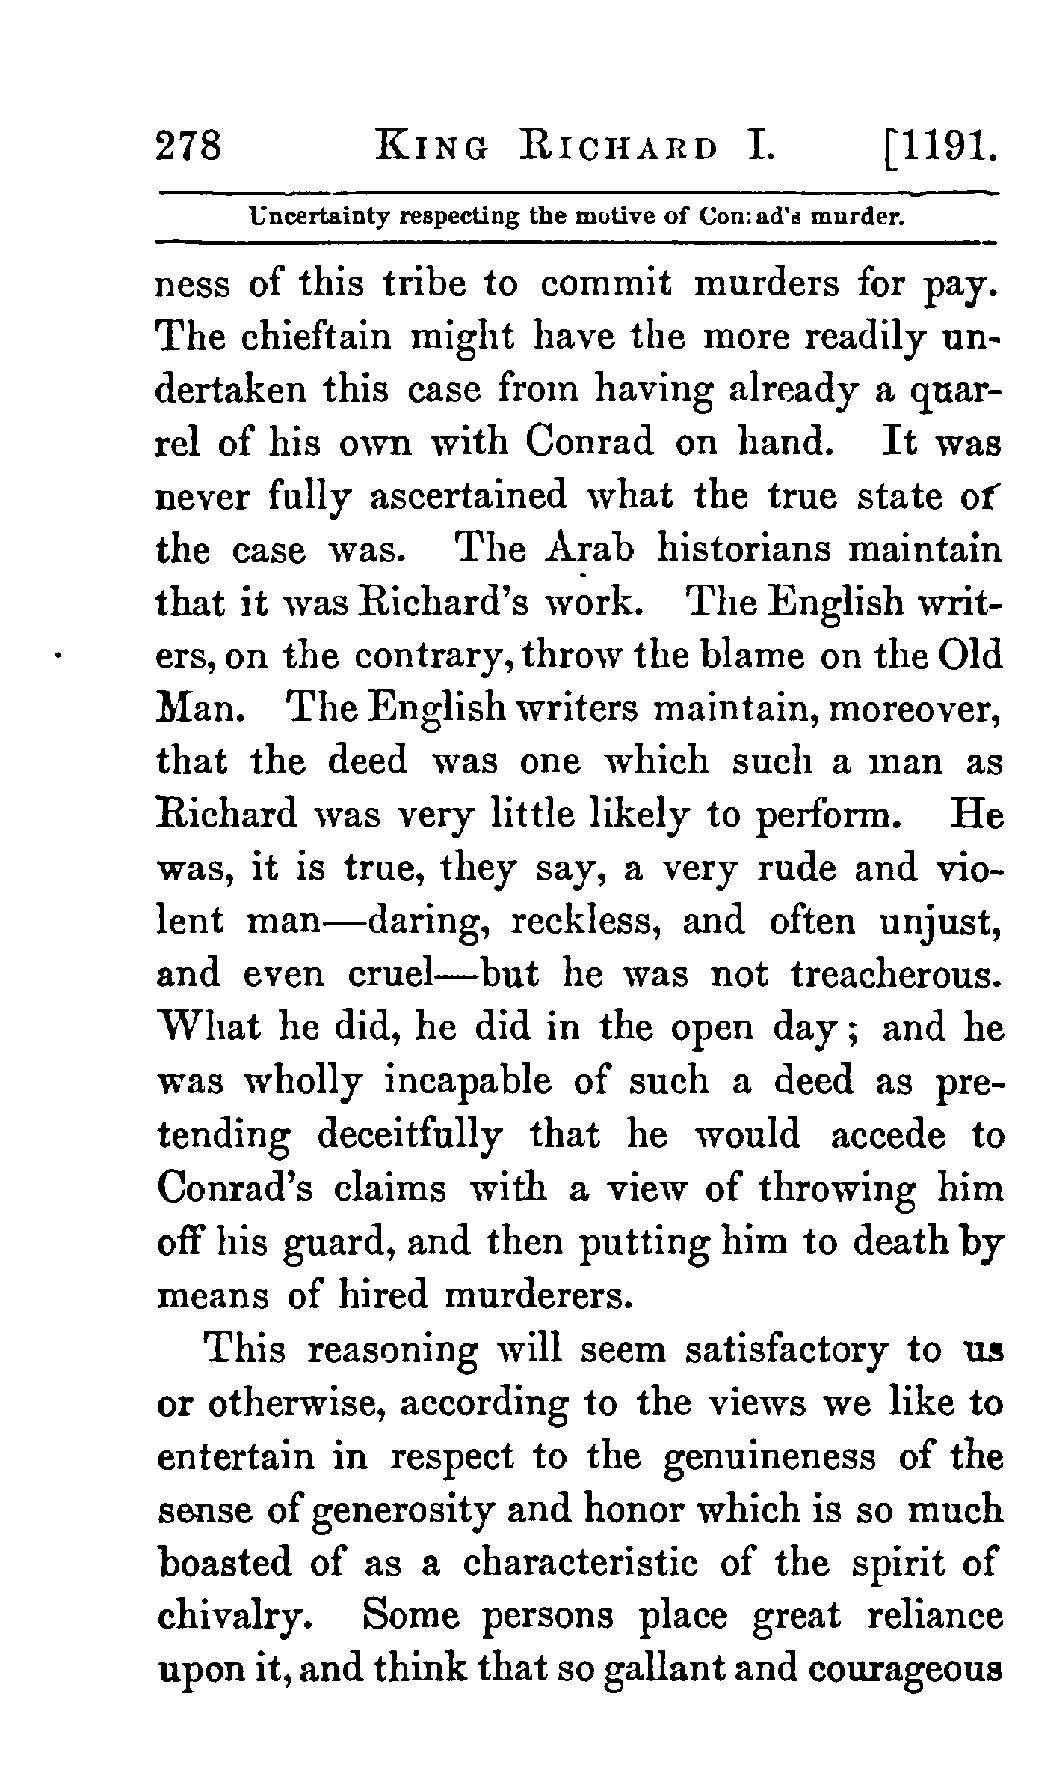 278 KING RICHARD I. [1191.
Uncertainty respecting the motive of Conrad's murder.
ness of this tribe to commit murders for pay.
The chieftain might have the more readily un-
dertaken this case from having already a quar-
rel of his own with Conrad on hand. It was
never fully ascertained what the true state of
the case was. The Arab historians maintain
that it was Richard's work. The English writ-
ers, on the contrary, throw the blame on the Old
Man. The English writers maintain, moreover,
that the deed was one which such a man as
Richard was very little likely to perform. He
was, it is true, they say, a very rude and vio-
lent man—daring, reckless, and often unjust,
and even cruel—but he was not treacherous.
What he did, he did in the open day; and he
was wholly incapable of such a deed as pre-
tending deceitfully that he would accede to
Conrad's claims with a view of throwing him
off his guard, and then putting him to death by
means of hired murderers.
This reasoning will seem satisfactory to us
or otherwise, according to the views we like to
entertain in respect to the genuineness of the
sense of generosity and honor which is so much
boasted of as a characteristic of the spirit of
chivalry. Some persons place great reliance
upon it, and think that so gallant and courageous